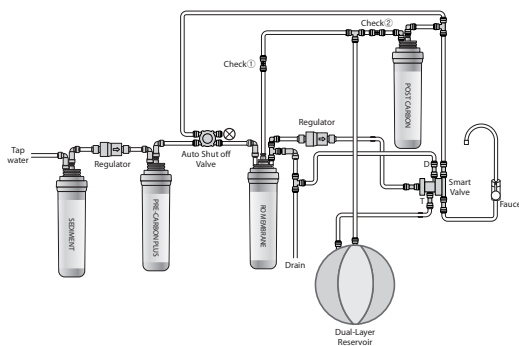 Check②
Check①
POST CARBON
Regulator
Tap
water
Regulator
Auto Shut off
Valve
D
Smart
Valve
T
Fauce
SEDIMENT
PRE-CARBON PLUS
RO MEMBRANE
Drain
Dual-Layer
Reservoir